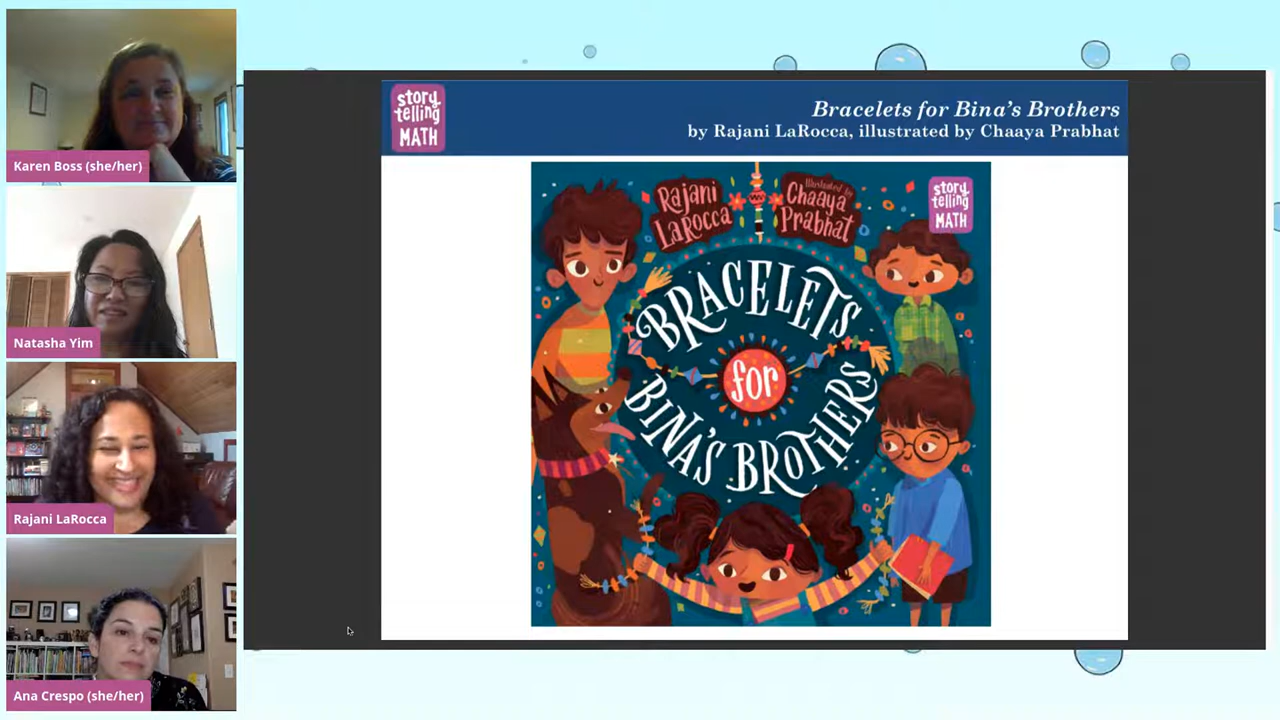 Karen Boss (she/her)
Natasha Yim
Rajani LaRocca
Ana Crespo (she/her)
story
telling
MATH
Bracelets for Bina's Brothers
by Rajani LaRocca, illustrated by Chaaya Prabhat
Rajani
LaRocca
Illustrated by
Chaaya
Prabhat
story
telling
MATH
BRACELETS
for
BINA'S BROTHERS